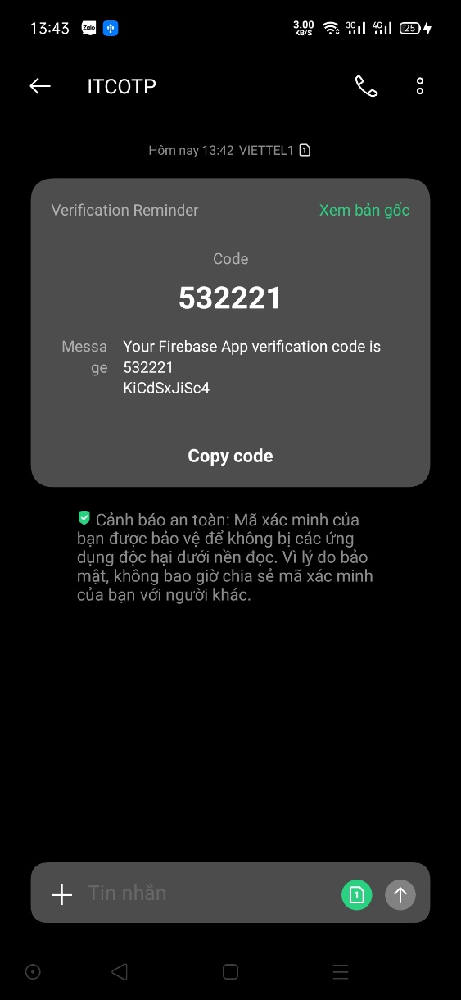 13:43 Zalo 3.00 KB/S 3G 4G 25
ITCOTP
Hôm nay 13:42 VIETTEL1 1
Verification Reminder Xem bản gốc
Code
532221
Messa Your Firebase App verification code is
ge 532221
KiCdSxJiSc4
Copy code
Cảnh báo an toàn: Mã xác minh của
bạn được bảo vệ để không bị các ứng
dụng độc hại dưới nền đọc. Vì lý do bảo
mật, không bao giờ chia sẻ mã xác minh
của bạn với người khác.
Tin nhắn 1